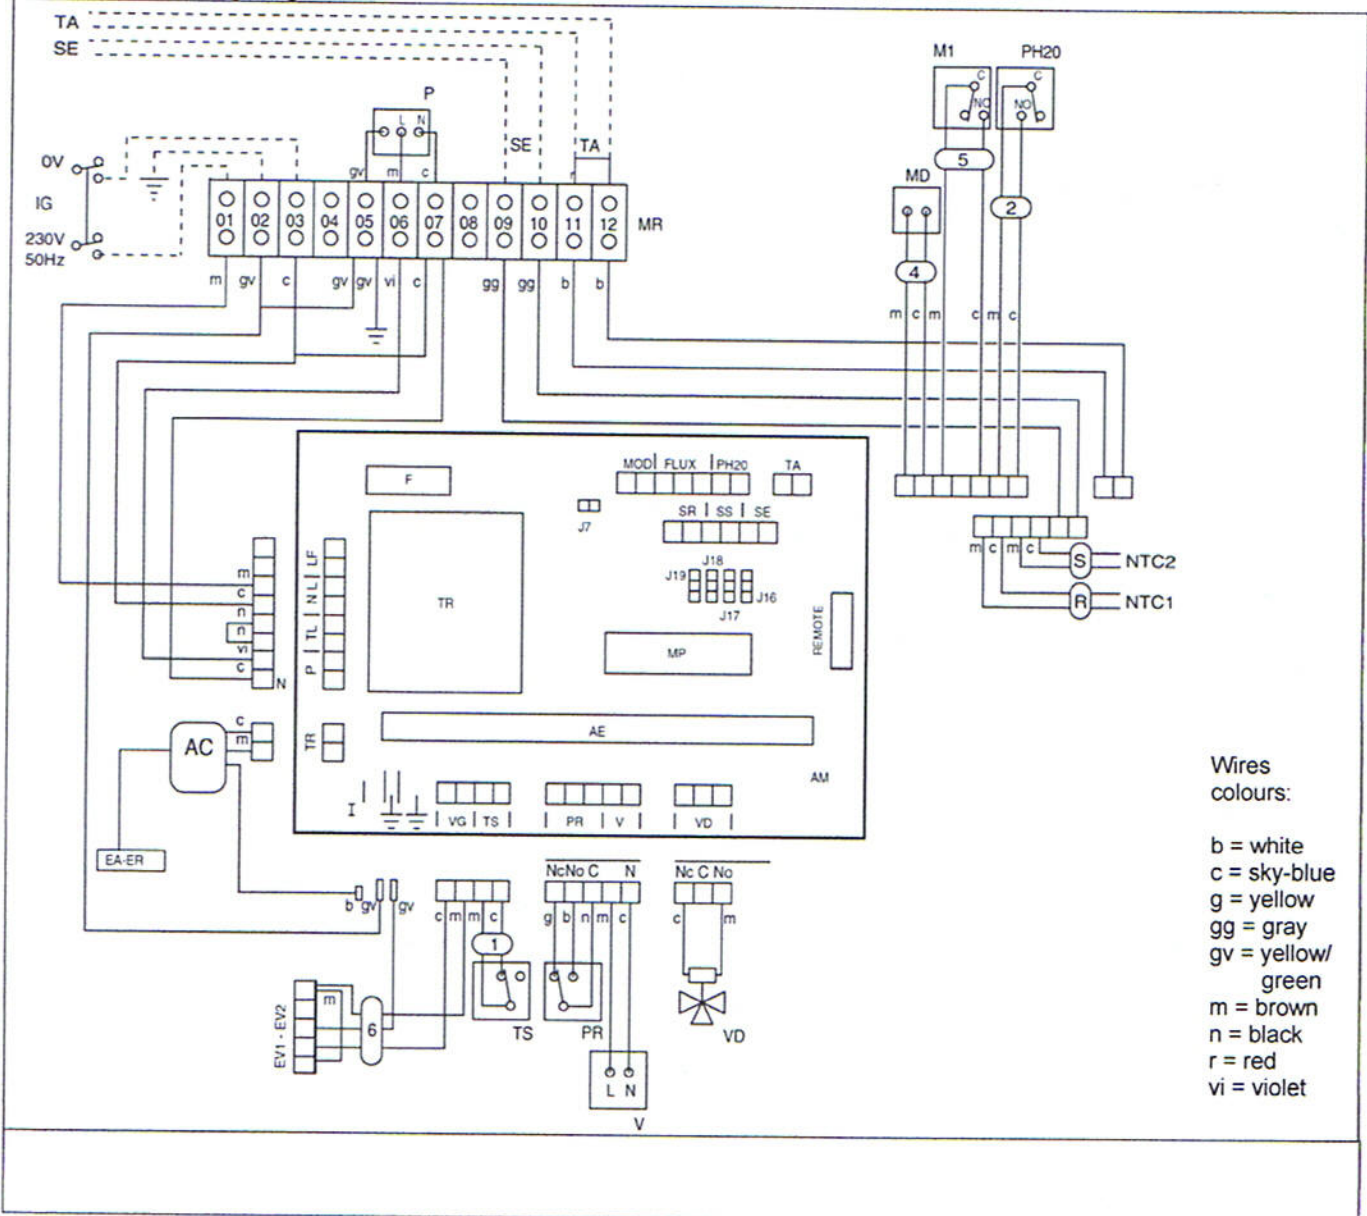 TA
SE
P
L N
0V
IG
230V
50Hz
gv m c
SE
TA
r
01 02 03 04 05 06 07 08 09 10 11 12
MR
m gv c gv gv vi c gg gg b b
M1
PH20
C
NC
C
NO
5
2
MD
4
m c m c m c
MOD FLUX PH20
TA
F
J7
SR SS SE
J18
J19
J16
J17
TR
MP
REMOTE
AE
AM
LF
N L
TL
P
TR
m
c
n
n
vi
c
N
c
m
AC
EA-ER
I
VG TS
PR V
VD
m c m c
S
NTC2
R
NTC1
b gv gv
c m m c
1
TS
NcNo C N
g b n m c
PR
L N
V
Nc C No
c m
VD
EV1 - EV2
m
6
Wires
colours:
b = white
c = sky-blue
g = yellow
gg = gray
gv = yellow/
green
m = brown
n = black
r = red
vi = violet